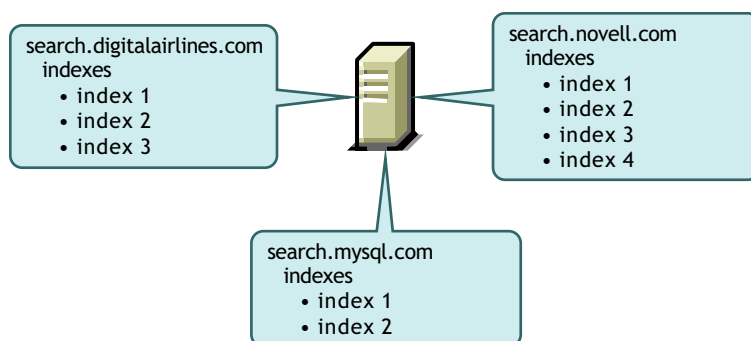 search.digitalairlines.com
indexes
• index 1
• index 2
• index 3
search.novell.com
indexes
• index 1
• index 2
• index 3
• index 4
search.mysql.com
indexes
• index 1
• index 2